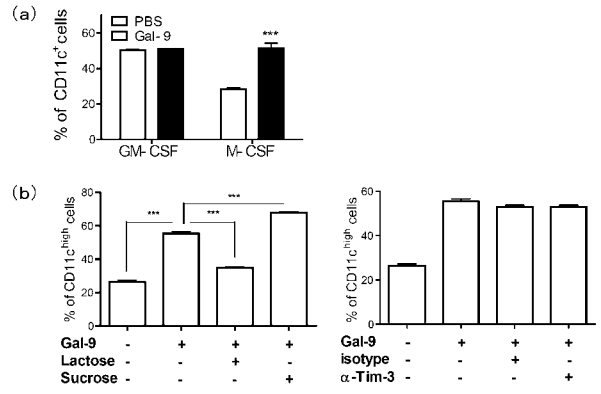 (a)
PBS
Gal-9
% of CD11c+ cells
60
40
20
0
***
GM-CSF
M-CSF
(b)
% of CD11chigh cells
80
60
40
20
0
***
***
***
Gal-9 - + + +
Lactose - - + -
Sucrose - - - +
% of CD11chigh cells
60
40
20
0
Gal-9 - + + +
isotype - - + -
α-Tim-3 - - - +